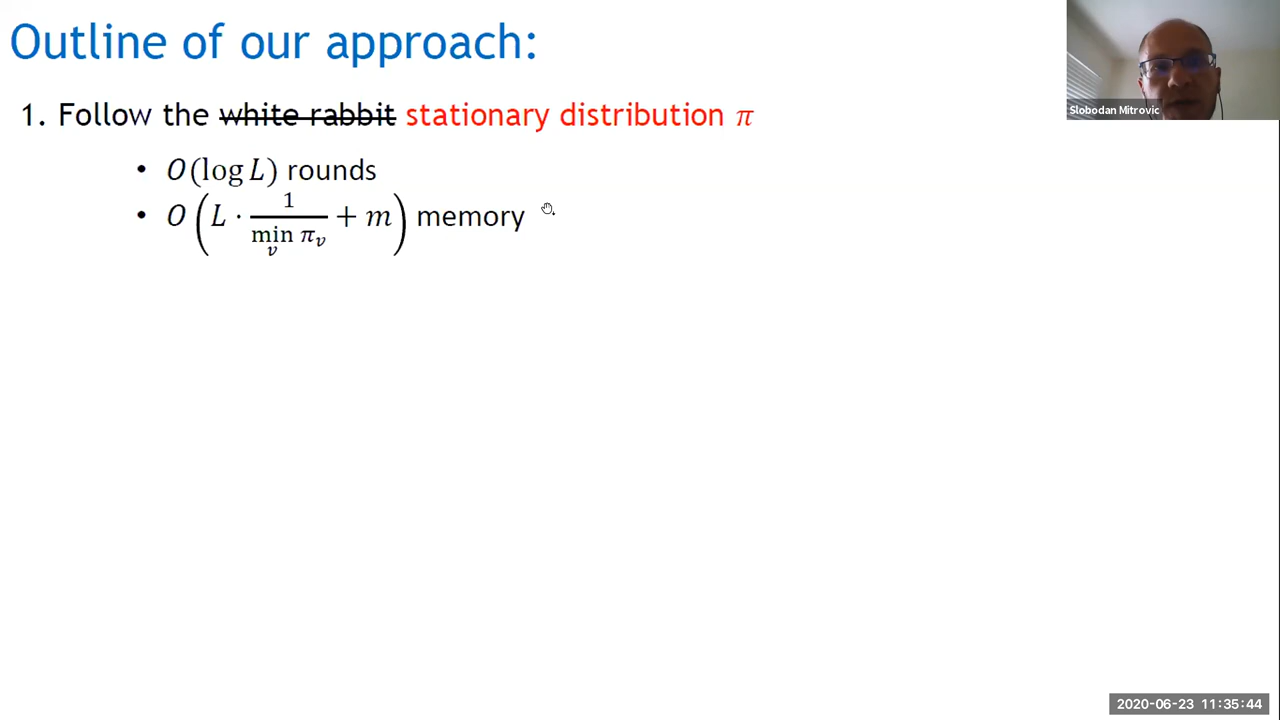 Outline of our approach:
1. Follow the white rabbit stationary distribution π
• O(log L) rounds
• O(L · 1/min_v π_v + m) memory
Slobodan Mitrovic
2020-06-23 11:35:44